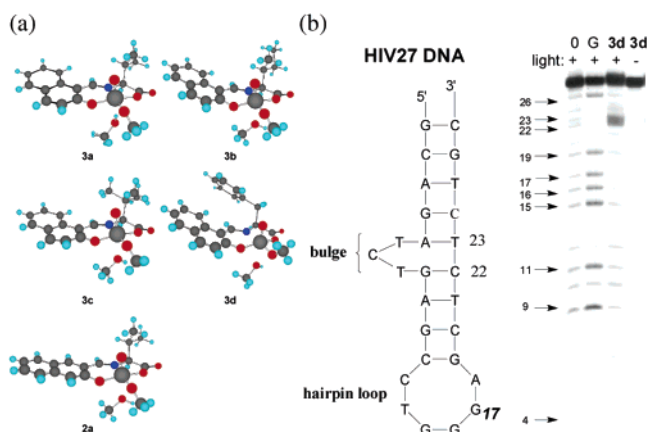 (a)
(b)
HIV27 DNA
3a
3b
3c
3d
2a
5' 3'
G C
C G
A T
G C
T A T 23
bulge C
T G C 22
A T
G C
C G
C A
hairpin loop G 17
T G G
0 G 3d 3d
light: + + + -
26
23
22
19
17
16
15
11
9
4